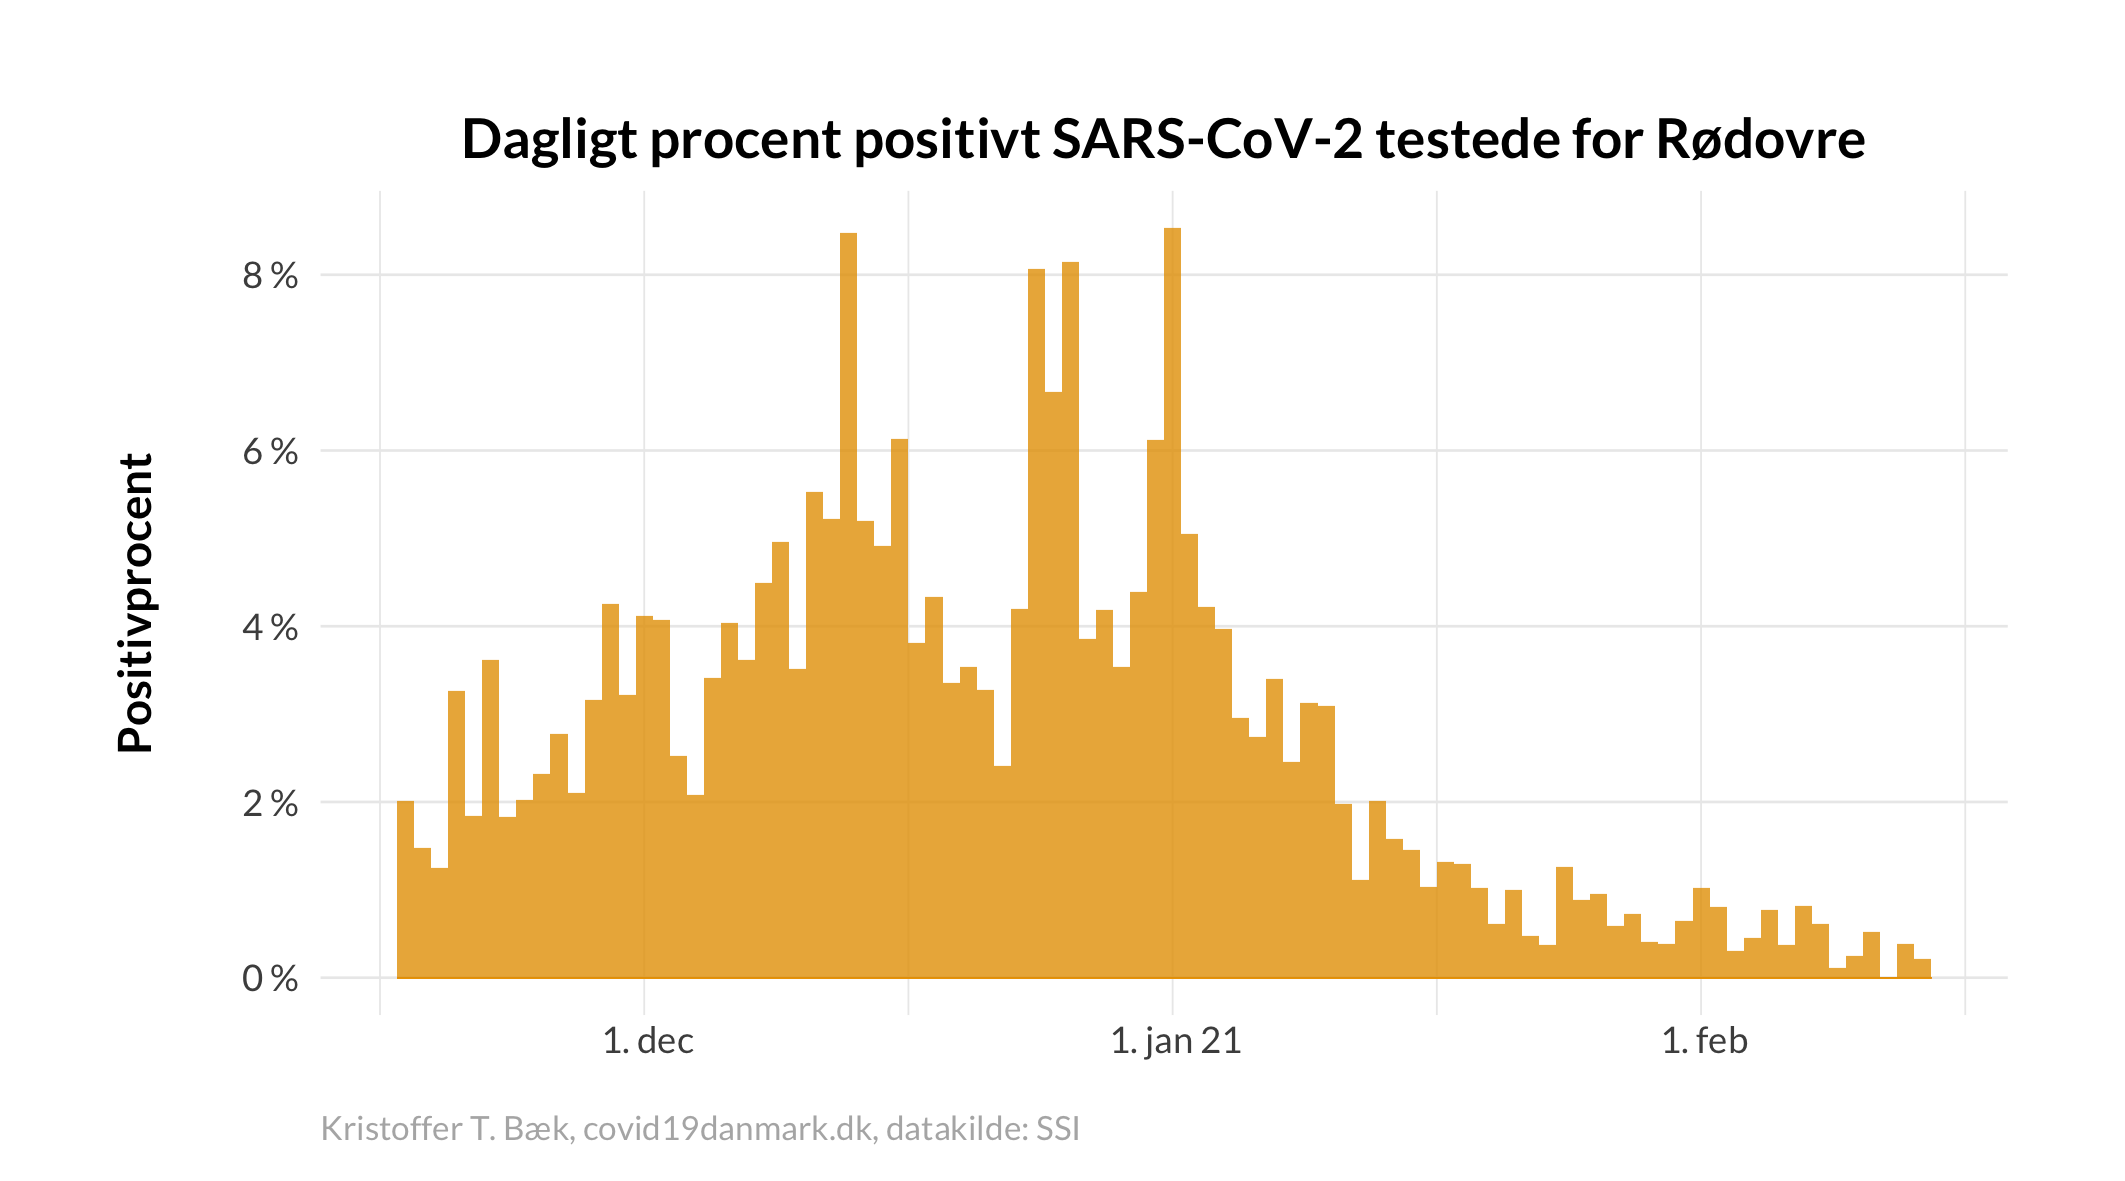 Dagligt procent positivt SARS-CoV-2 testede for Rødovre
Positivprocent
8 %
6 %
4 %
2 %
0 %
1. dec
1. jan 21
1. feb
Kristoffer T. Bæk, covid19danmark.dk, datakilde: SSI